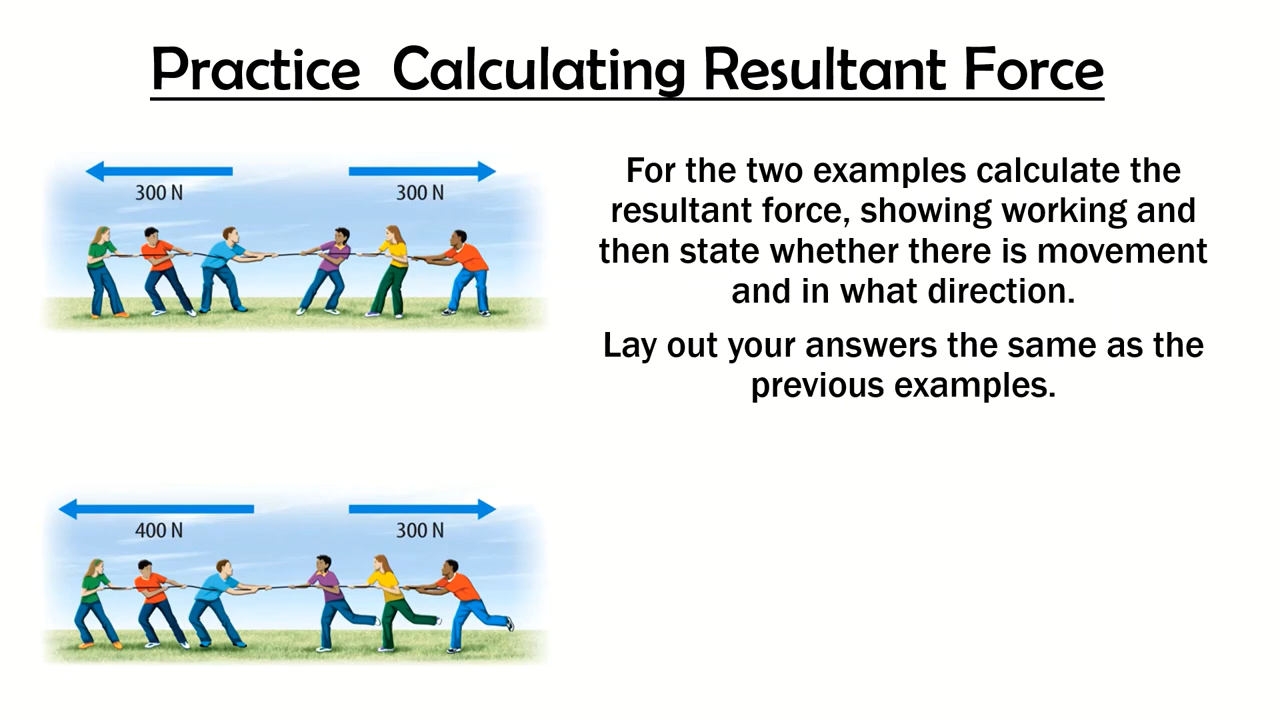 Practice  Calculating Resultant Force
300 N
300 N
For the two examples calculate the
resultant force, showing working and
then state whether there is movement
and in what direction.
Lay out your answers the same as the
previous examples.
400 N
300 N